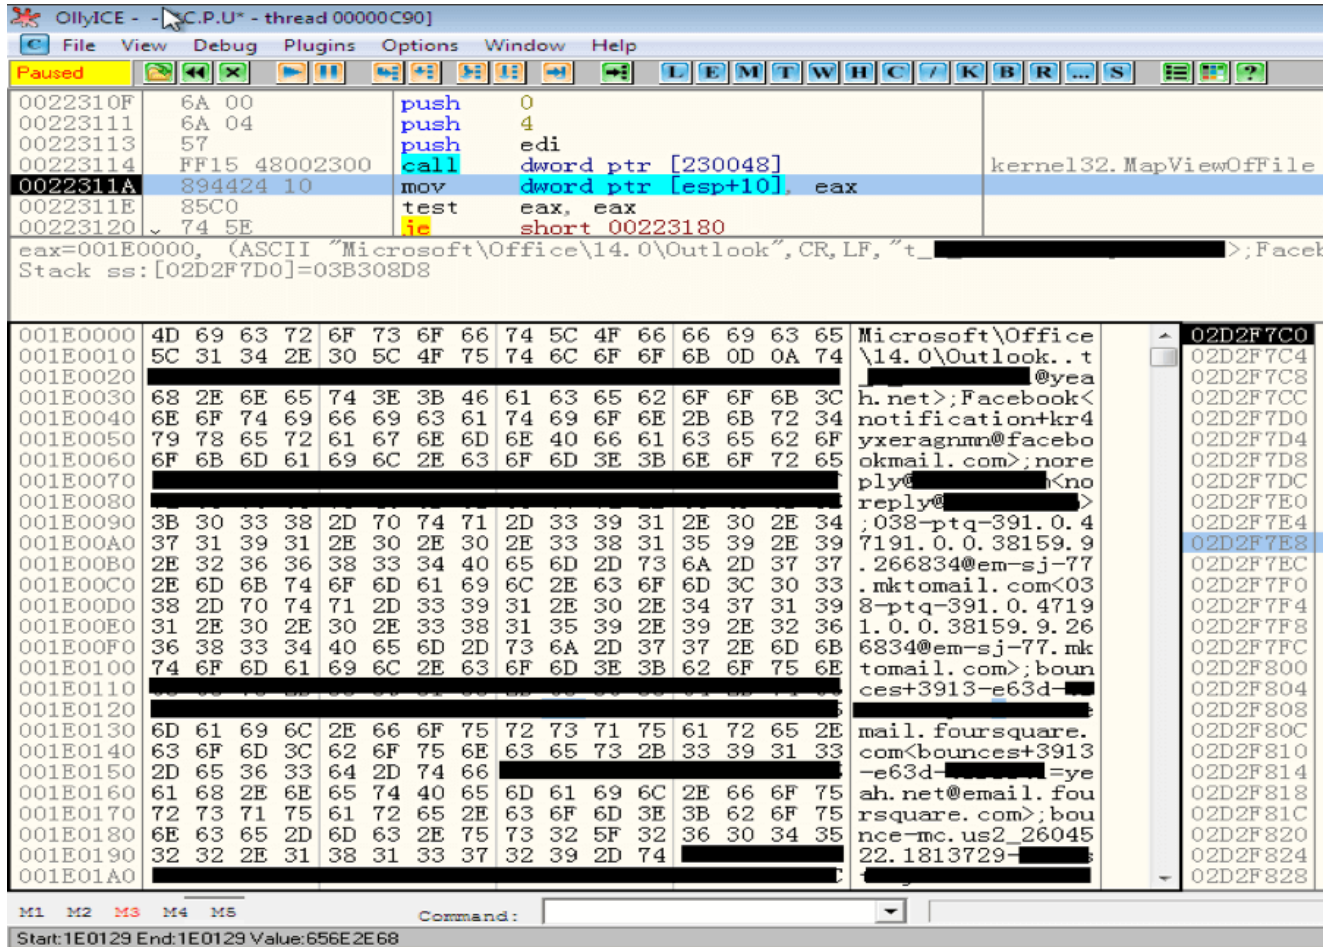 OllyICE - - *C.P.U* - thread 00000C90]
C File View Debug Plugins Options Window Help
Paused L E M T W H C / K B R ... S ?
0022310F 6A 00 push 0
00223111 6A 04 push 4
00223113 57 push edi
00223114 FF15 48002300 call dword ptr [230048] kernel32.MapViewOfFile
0022311A 894424 10 mov dword ptr [esp+10], eax
0022311E 85C0 test eax, eax
00223120 74 5E je short 00223180
eax=001E0000, (ASCII "Microsoft\Office\14.0\Outlook",CR,LF,"t_ >;Faceb
Stack ss:[02D2F7D0]=03B308D8
001E0000 4D 69 63 72 6F 73 6F 66 74 5C 4F 66 66 69 63 65 Microsoft\Office 02D2F7C0
001E0010 5C 31 34 2E 30 5C 4F 75 74 6C 6F 6F 6B 0D 0A 74 \14.0\Outlook..t 02D2F7C4
001E0020 @yea 02D2F7C8
001E0030 68 2E 6E 65 74 3E 3B 46 61 63 65 62 6F 6F 6B 3C h.net>;Facebook< 02D2F7CC
001E0040 6E 6F 74 69 66 69 63 61 74 69 6F 6E 2B 6B 72 34 notification+kr4 02D2F7D0
001E0050 79 78 65 72 61 67 6E 6D 6E 40 66 61 63 65 62 6F yxeragnmn@facebo 02D2F7D4
001E0060 6F 6B 6D 61 69 6C 2E 63 6F 6D 3E 3B 6E 6F 72 65 okmail.com>;nore 02D2F7D8
001E0070 ply@ <no 02D2F7DC
001E0080 reply@ > 02D2F7E0
001E0090 3B 30 33 38 2D 70 74 71 2D 33 39 31 2E 30 2E 34 ;038-ptq-391.0.4 02D2F7E4
001E00A0 37 31 39 31 2E 30 2E 30 2E 33 38 31 35 39 2E 39 7191.0.0.38159.9 02D2F7E8
001E00B0 2E 32 36 36 38 33 34 40 65 6D 2D 73 6A 2D 37 37 .266834@em-sj-77 02D2F7EC
001E00C0 2E 6D 6B 74 6F 6D 61 69 6C 2E 63 6F 6D 3C 30 33 .mktomail.com<03 02D2F7F0
001E00D0 38 2D 70 74 71 2D 33 39 31 2E 30 2E 34 37 31 39 8-ptq-391.0.4719 02D2F7F4
001E00E0 31 2E 30 2E 30 2E 33 38 31 35 39 2E 39 2E 32 36 1.0.0.38159.9.26 02D2F7F8
001E00F0 36 38 33 34 40 65 6D 2D 73 6A 2D 37 37 2E 6D 6B 6834@em-sj-77.mk 02D2F7FC
001E0100 74 6F 6D 61 69 6C 2E 63 6F 6D 3E 3B 62 6F 75 6E tomail.com>;boun 02D2F800
001E0110 ces+3913-e63d- 02D2F804
001E0120 e 02D2F808
001E0130 6D 61 69 6C 2E 66 6F 75 72 73 71 75 61 72 65 2E mail.foursquare. 02D2F80C
001E0140 63 6F 6D 3C 62 6F 75 6E 63 65 73 2B 33 39 31 33 com<bounces+3913 02D2F810
001E0150 2D 65 36 33 64 2D 74 66 -e63d- =ye 02D2F814
001E0160 61 68 2E 6E 65 74 40 65 6D 61 69 6C 2E 66 6F 75 ah.net@email.fou 02D2F818
001E0170 72 73 71 75 61 72 65 2E 63 6F 6D 3E 3B 62 6F 75 rsquare.com>;bou 02D2F81C
001E0180 6E 63 65 2D 6D 63 2E 75 73 32 5F 32 36 30 34 35 nce-mc.us2_26045 02D2F820
001E0190 32 32 2E 31 38 31 33 37 32 39 2D 74 22.1813729- 02D2F824
001E01A0 02D2F828
M1 M2 M3 M4 M5 Command:
Start:1E0129 End:1E0129 Value:656E2E68